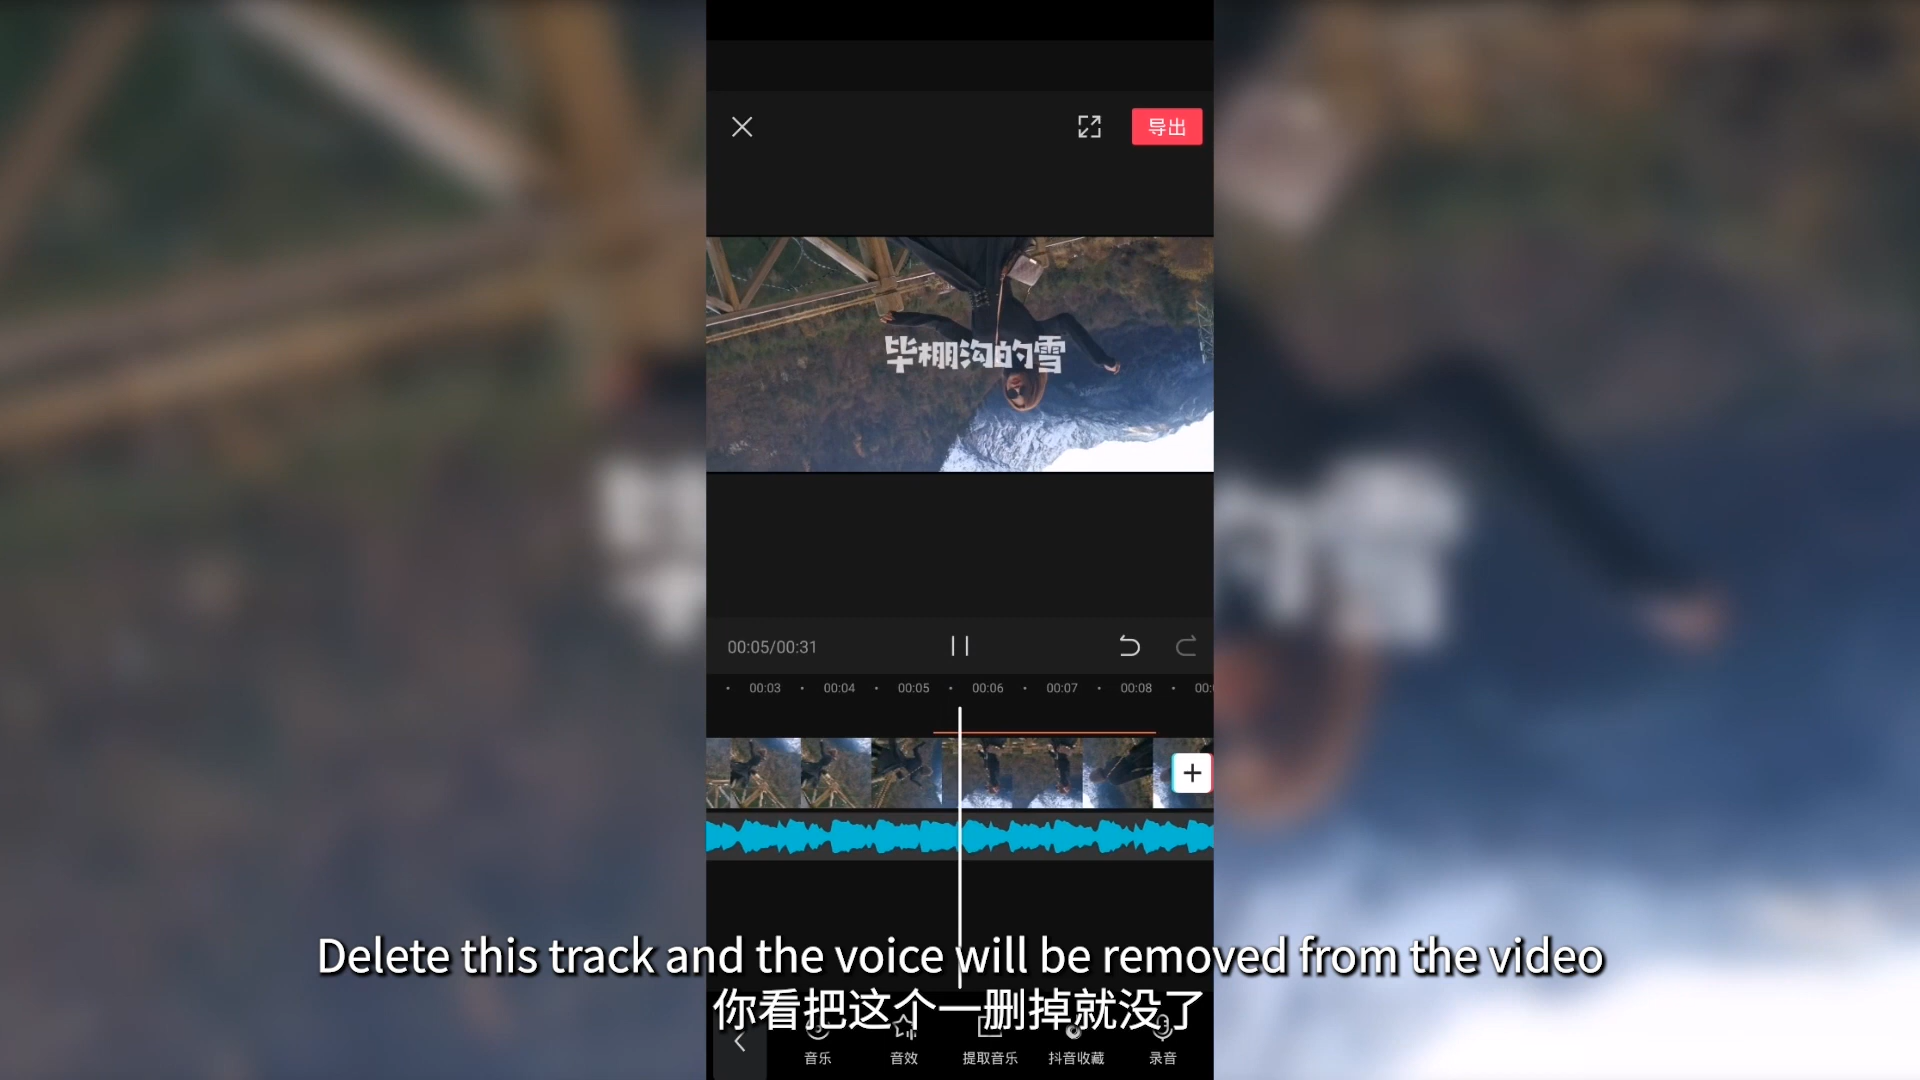 导出
毕棚沟的雪
00:05/00:31
00:03 00:04 00:05 00:06 00:07 00:08 00:
Delete this track and the voice will be removed from the video
你看把这个一删掉就没了
音乐 音效 提取音乐 抖音收藏 录音